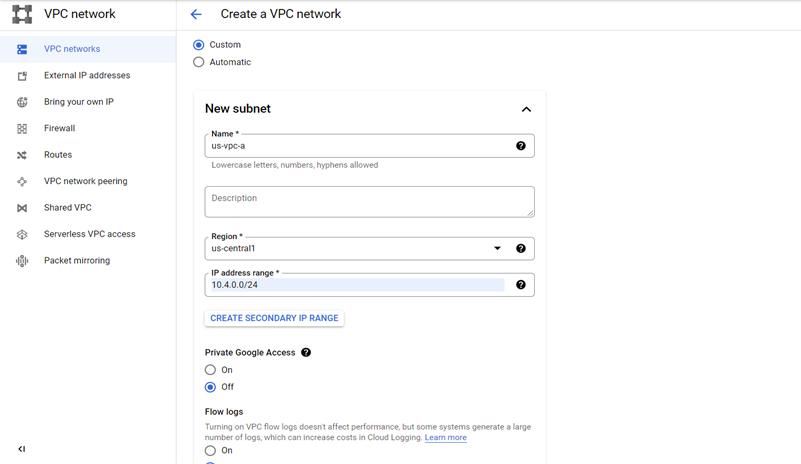 VPC network
Create a VPC network
VPC networks
External IP addresses
Bring your own IP
Firewall
Routes
VPC network peering
Shared VPC
Serverless VPC access
Packet mirroring
Custom
Automatic
New subnet
Name *
us-vpc-a
Lowercase letters, numbers, hyphens allowed
Description
Region *
us-central1
IP address range *
10.4.0.0/24
CREATE SECONDARY IP RANGE
Private Google Access
On
Off
Flow logs
Turning on VPC flow logs doesn't affect performance, but some systems generate a large
number of logs, which can increase costs in Cloud Logging. Learn more
On